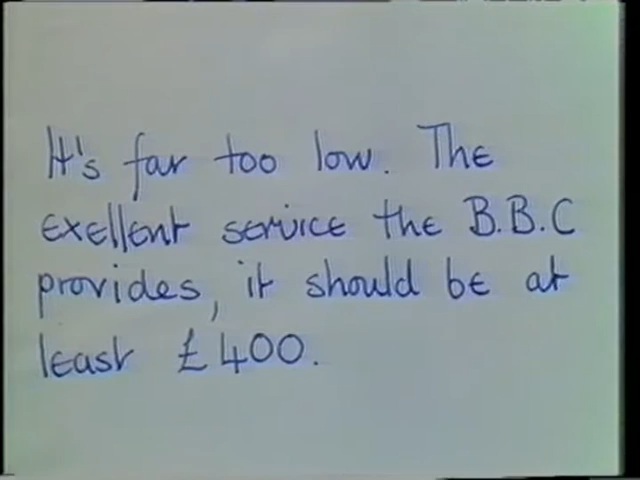 It's far too low. The
exellent service the B.B.C
provides, it should be at
least £400.